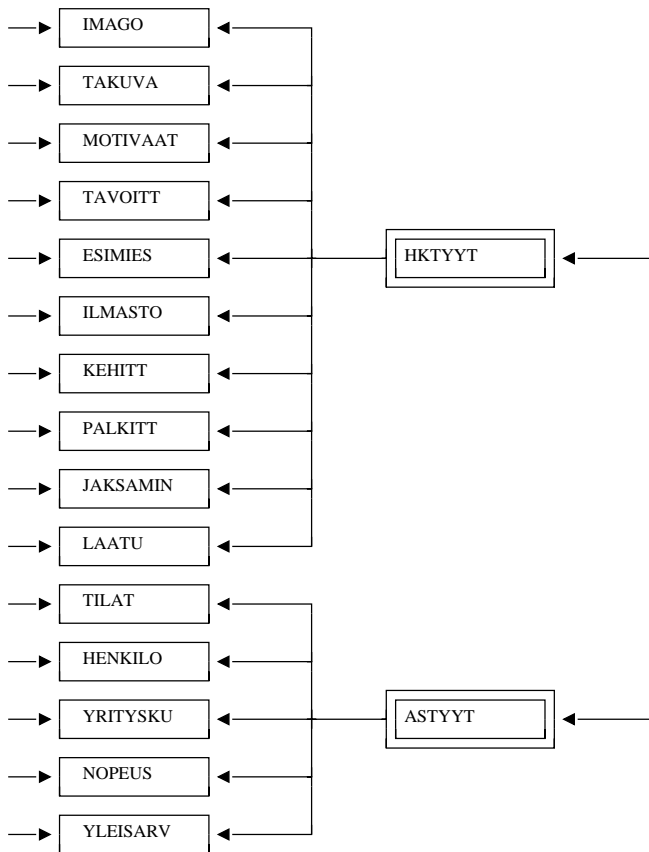 IMAGO
TAKUVA
MOTIVAAT
TAVOITT
ESIMIES
HKTYYT
ILMASTO
KEHITT
PALKITT
JAKSAMIN
LAATU
TILAT
HENKILO
YRITYSKU
ASTYYT
NOPEUS
YLEISARV